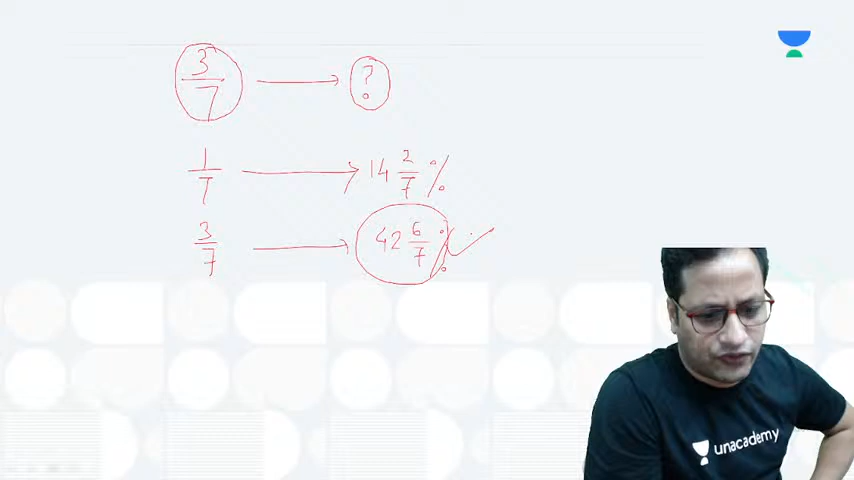 3/7 → ?
1/7 → 14 2/7 %
3/7 → 42 6/7 % ✓
unacademy